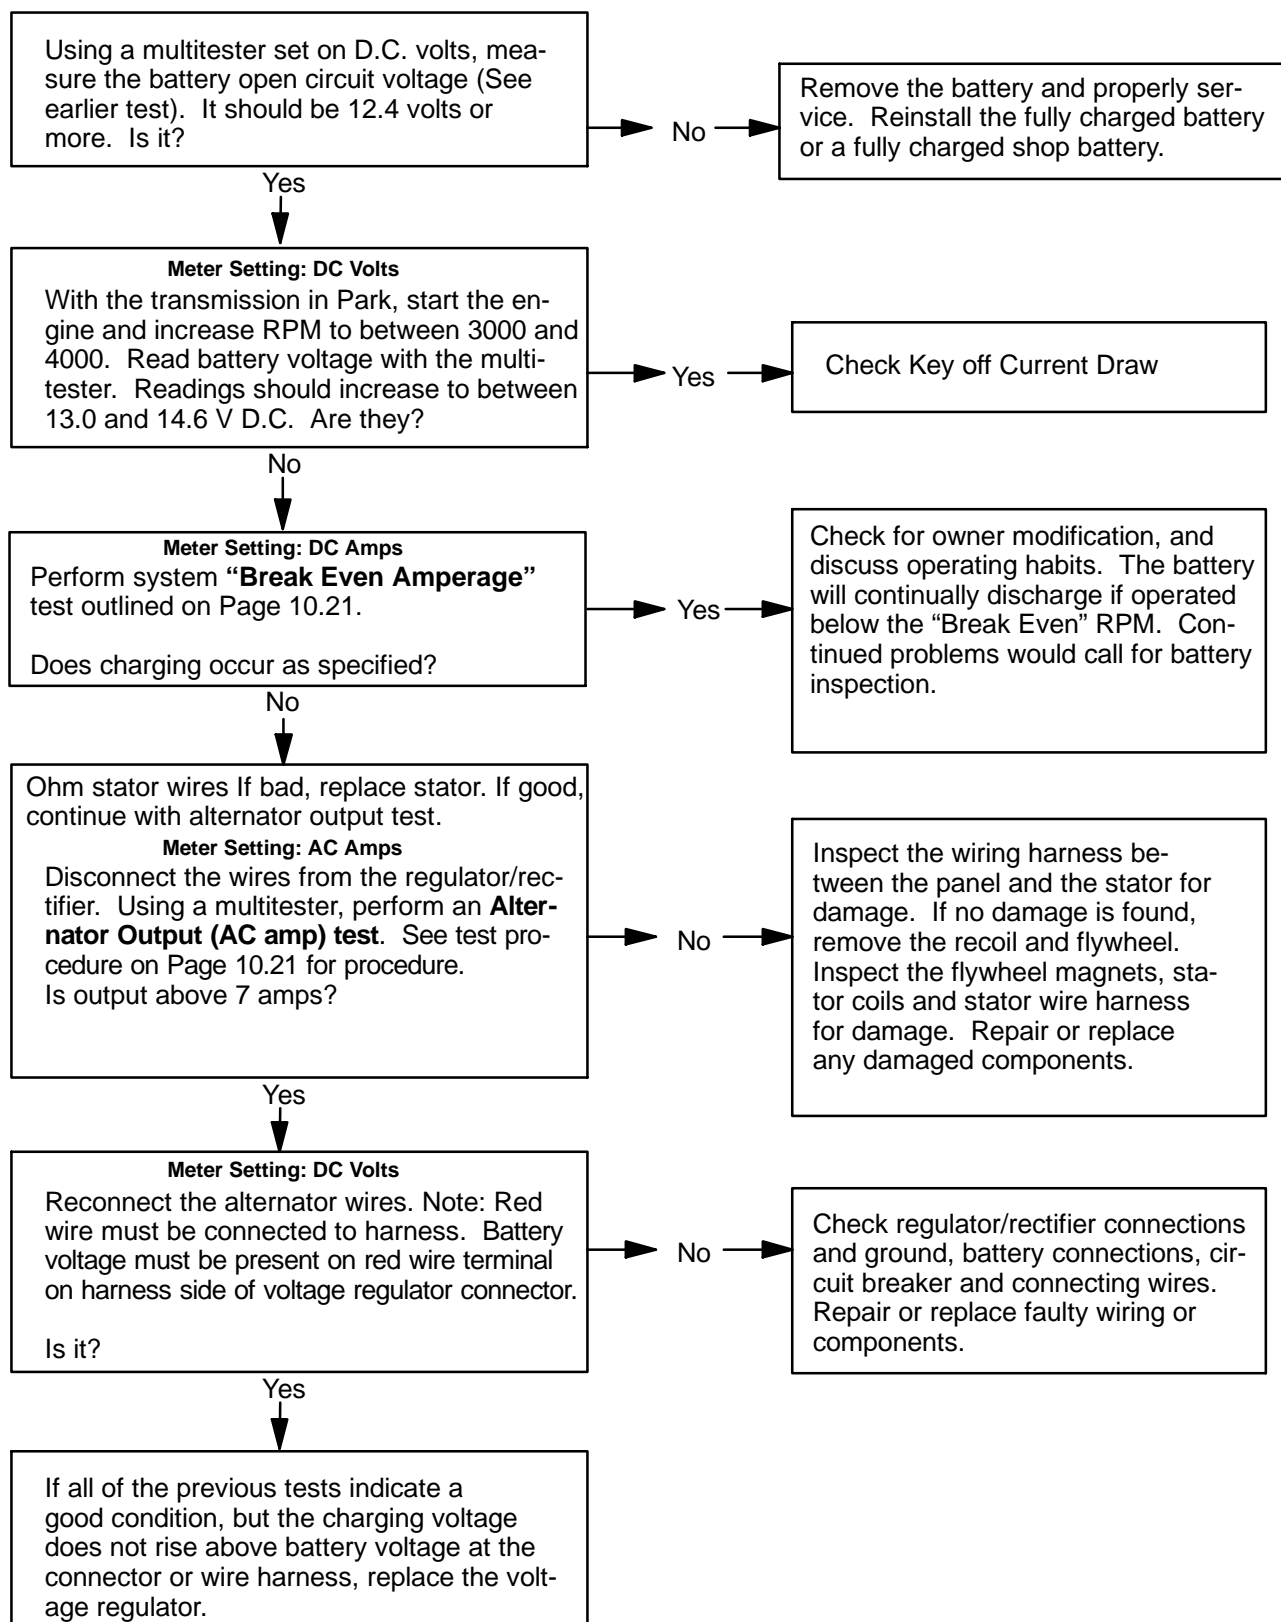 Using a multitester set on D.C. volts, mea-
sure the battery open circuit voltage (See
earlier test).  It should be 12.4 volts or
more.  Is it?
No
Remove the battery and properly ser-
vice.  Reinstall the fully charged battery
or a fully charged shop battery.
Yes
Meter Setting: DC Volts
With the transmission in Park, start the en-
gine and increase RPM to between 3000 and
4000.  Read battery voltage with the multi-
tester.  Readings should increase to between
13.0 and 14.6 V D.C.  Are they?
Yes
Check Key off Current Draw
No
Meter Setting: DC Amps
Perform system “Break Even Amperage”
test outlined on Page 10.21.
Does charging occur as specified?
Yes
Check for owner modification, and
discuss operating habits.  The battery
will continually discharge if operated
below the “Break Even” RPM.  Con-
tinued problems would call for battery
inspection.
No
Ohm stator wires If bad, replace stator. If good,
continue with alternator output test.
Meter Setting: AC Amps
Disconnect the wires from the regulator/rec-
tifier.  Using a multitester, perform an Alter-
nator Output (AC amp) test.  See test pro-
cedure on Page 10.21 for procedure.
Is output above 7 amps?
No
Inspect the wiring harness be-
tween the panel and the stator for
damage.  If no damage is found,
remove the recoil and flywheel.
Inspect the flywheel magnets, sta-
tor coils and stator wire harness
for damage.  Repair or replace
any damaged components.
Yes
Meter Setting: DC Volts
Reconnect the alternator wires. Note: Red
wire must be connected to harness.  Battery
voltage must be present on red wire terminal
on harness side of voltage regulator connector.
Is it?
No
Check regulator/rectifier connections
and ground, battery connections, cir-
cuit breaker and connecting wires.
Repair or replace faulty wiring or
components.
Yes
If all of the previous tests indicate a
good condition, but the charging voltage
does not rise above battery voltage at the
connector or wire harness, replace the volt-
age regulator.